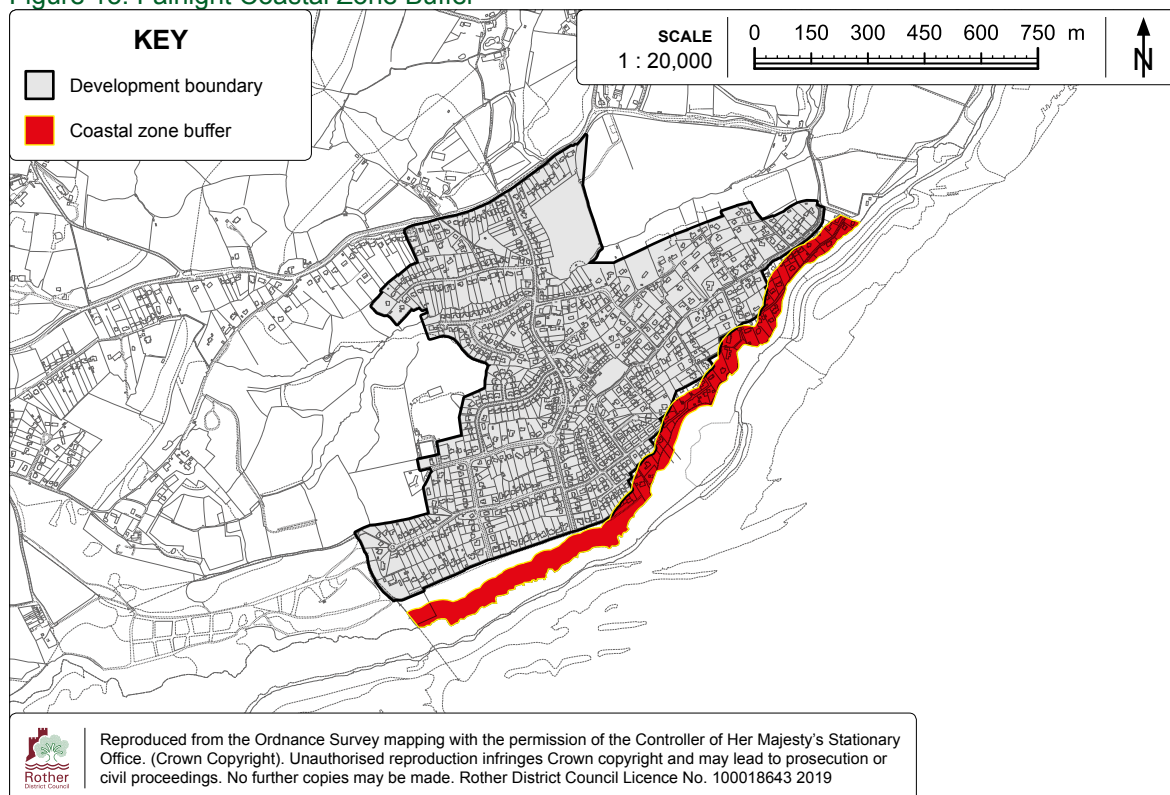 KEY
Development boundary
Coastal zone buffer
SCALE
1 : 20,000
0 150 300 450 600 750 m
N
Rother
District Council
Reproduced from the Ordnance Survey mapping with the permission of the Controller of Her Majesty's Stationary
Office. (Crown Copyright). Unauthorised reproduction infringes Crown copyright and may lead to prosecution or
civil proceedings. No further copies may be made. Rother District Council Licence No. 100018643 2019